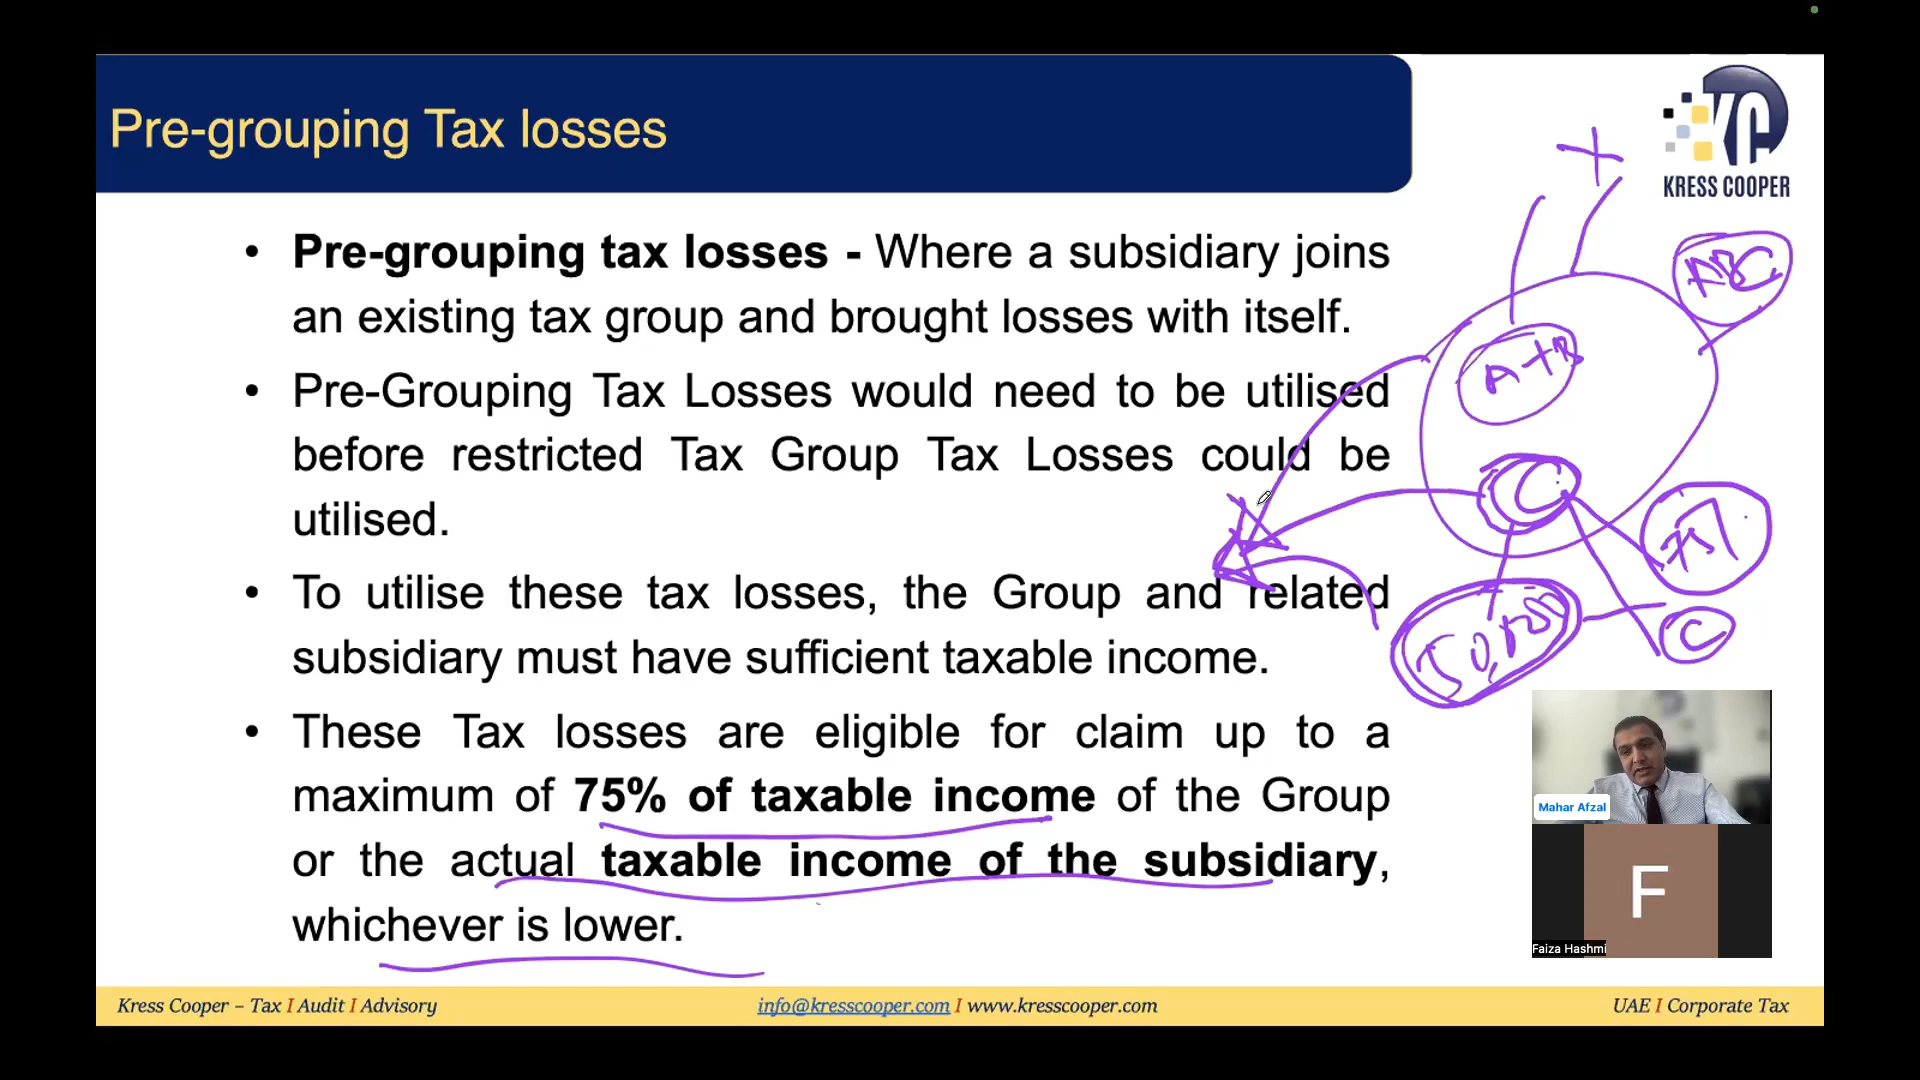 Pre-grouping Tax losses
KC
KRESS COOPER
• Pre-grouping tax losses - Where a subsidiary joins
an existing tax group and brought losses with itself.
• Pre-Grouping Tax Losses would need to be utilised
before restricted Tax Group Tax Losses could be
utilised.
• To utilise these tax losses, the Group and related
subsidiary must have sufficient taxable income.
• These Tax losses are eligible for claim up to a
maximum of 75% of taxable income of the Group
or the actual taxable income of the subsidiary,
whichever is lower.
ABC
A+B
C
C
Mahar Afzal
F
Faiza Hashmi
Kress Cooper – Tax I Audit I Advisory
info@kresscooper.com I www.kresscooper.com
UAE I Corporate Tax